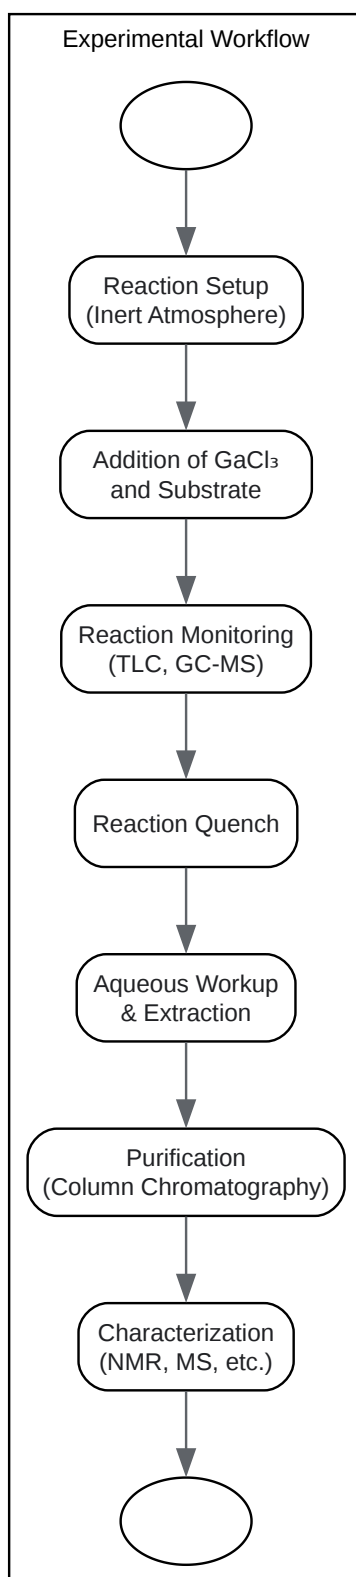 Experimental Workflow
Reaction Setup
(Inert Atmosphere)
Addition of GaCl₃
and Substrate
Reaction Monitoring
(TLC, GC-MS)
Reaction Quench
Aqueous Workup
& Extraction
Purification
(Column Chromatography)
Characterization
(NMR, MS, etc.)